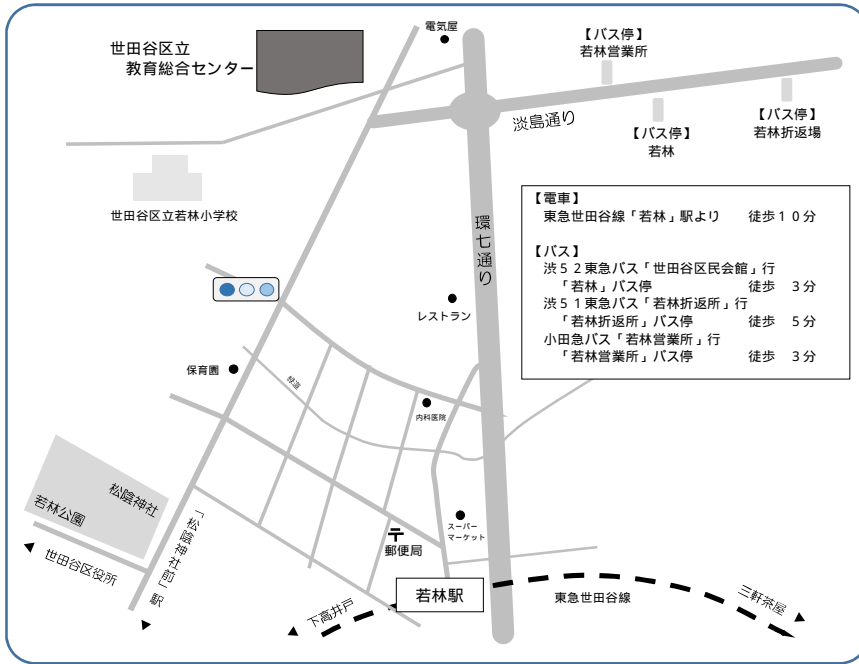 世田谷区立
教育総合センター
電気屋
【バス停】
若林営業所
淡島通り
【バス停】
若林
【バス停】
若林折返場
世田谷区立若林小学校
環七通り
【電車】
東急世田谷線「若林」駅より　　徒歩１０分
【バス】
渋５２東急バス「世田谷区民会館」行
「若林」バス停　　徒歩　３分
渋５１東急バス「若林折返所」行
「若林折返所」バス停　　徒歩　５分
小田急バス「若林営業所」行
「若林営業所」バス停　　徒歩　３分
レストラン
保育園
緑道
内科医院
松陰神社
若林公園
世田谷区役所
「松陰神社前」駅
スーパー
マーケット
〒
郵便局
若林駅
下高井戸
東急世田谷線
三軒茶屋